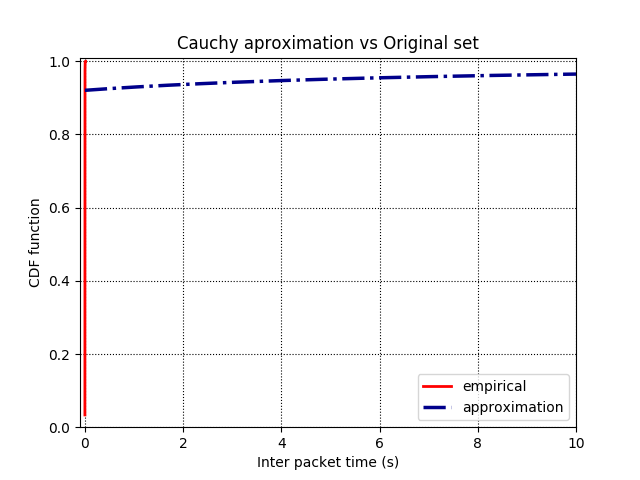 Cauchy aproximation vs Original set
CDF function
1.0
0.8
0.6
0.4
0.2
0.0
0 2 4 6 8 10
Inter packet time (s)
empirical
approximation